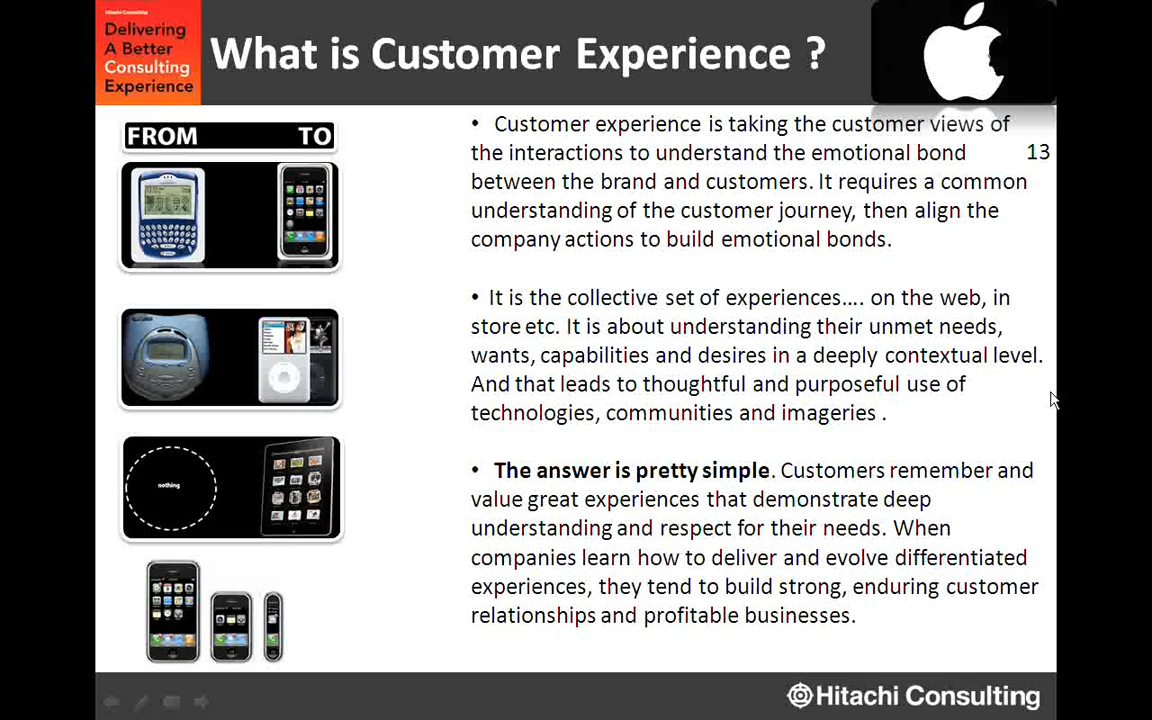 Hitachi Consulting
Delivering
A Better
Consulting
Experience
What is Customer Experience ?
FROM TO
nothing
• Customer experience is taking the customer views of
the interactions to understand the emotional bond
between the brand and customers. It requires a common
understanding of the customer journey, then align the
company actions to build emotional bonds.
13
• It is the collective set of experiences.... on the web, in
store etc. It is about understanding their unmet needs,
wants, capabilities and desires in a deeply contextual level.
And that leads to thoughtful and purposeful use of
technologies, communities and imageries .
• The answer is pretty simple. Customers remember and
value great experiences that demonstrate deep
understanding and respect for their needs. When
companies learn how to deliver and evolve differentiated
experiences, they tend to build strong, enduring customer
relationships and profitable businesses.
Hitachi Consulting